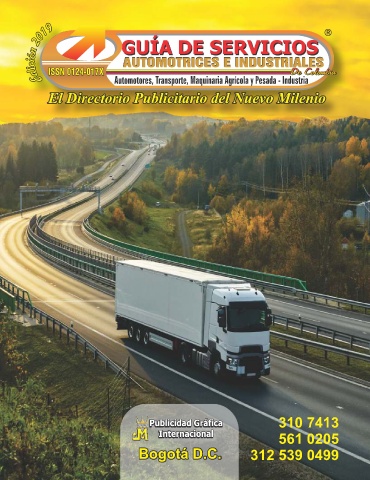 Edición 2019
GUÍA DE SERVICIOS
®
AUTOMOTRICES E INDUSTRIALES
ISSN 0124-017X
De Colombia
Automotores, Transporte, Maquinaria Agrícola y Pesada - Industria
El Directorio Publicitario del Nuevo Milenio
Publicidad Gráfica
Internacional
Bogotá D.C.
310 7413
561 0205
312 539 0499